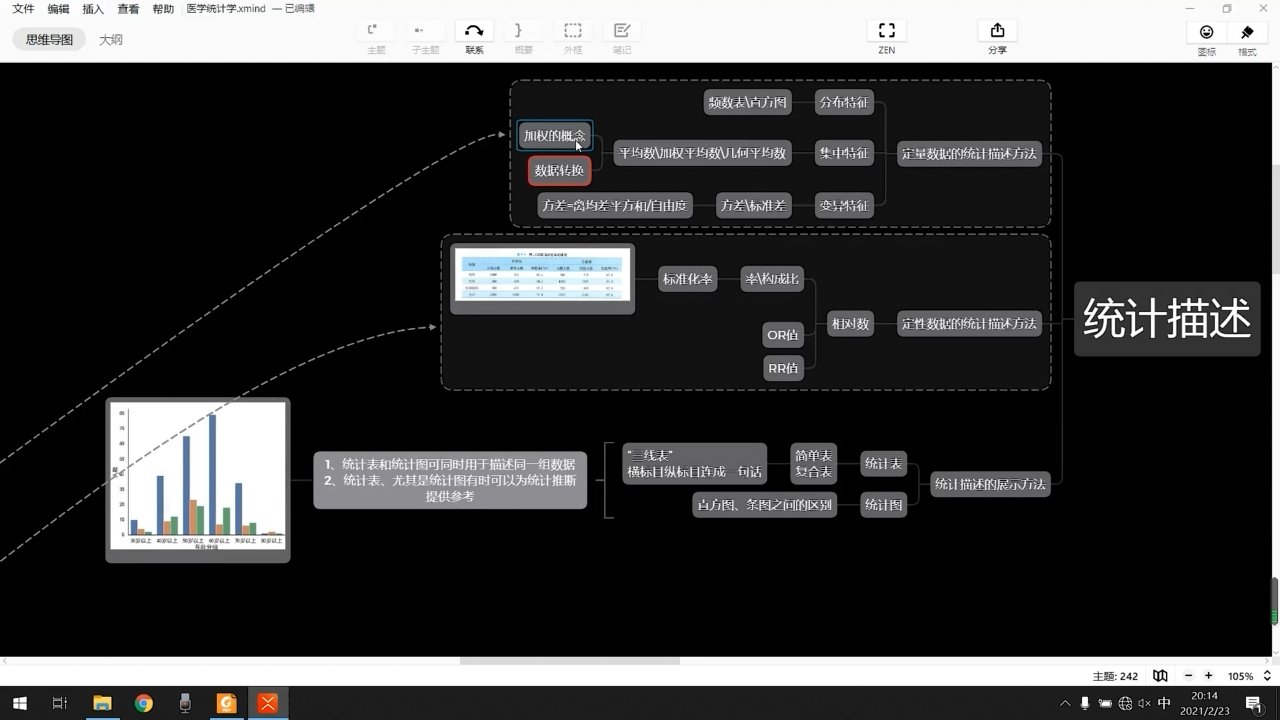 文件 编辑 插入 查看 帮助 医学统计学.xmind — 已编辑
思维导图 大纲
主题 子主题 联系 概要 外框 笔记 ZEN 分享 图标 格式
频数表\直方图 分布特征
加权的概念
平均数\加权平均数\几何平均数 集中特征 定量数据的统计描述方法
数据转换
方差=离均差平方和/自由度 方差\标准差 变异特征
标准化率 率\构成比
OR值 相对数 定性数据的统计描述方法
RR值
统计描述
1、统计表和统计图可同时用于描述同一组数据
2、统计表、尤其是统计图有时可以为统计推断
提供参考
“三线表”
横标目纵标目连成一句话
简单表
复合表
统计表
统计描述的展示方法
直方图、条图之间的区别 统计图
30岁以上 40岁以上 50岁以上 60岁以上 70岁以上 80岁以上
年龄分组
主题: 242 105%
中 20:14
2021/2/23